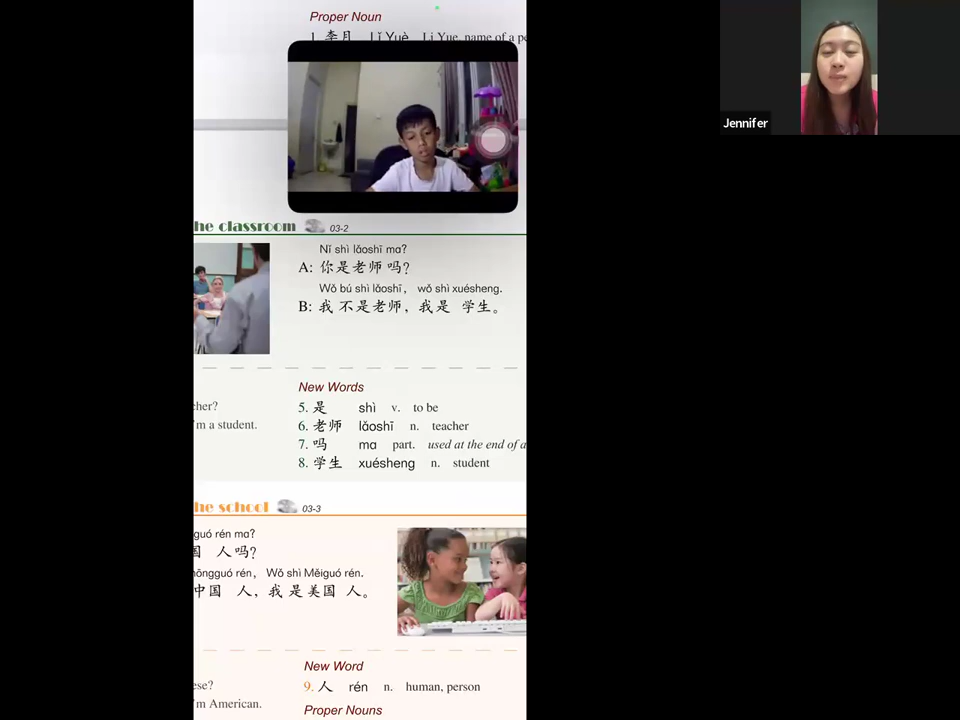 Proper Noun
1. 李月 Lǐ Yuè Li Yue, name of a pe
Jennifer
he classroom 03-2
Nǐ shì lǎoshī ma?
A: 你是老师吗?
Wǒ bú shì lǎoshī, wǒ shì xuésheng.
B: 我不是老师，我是 学生。
New Words
cher? 5. 是 shì v. to be
'm a student. 6. 老师 lǎoshī n. teacher
7. 吗 ma part. used at the end of a
8. 学生 xuésheng n. student
he school 03-3
guó rén ma?
国 人吗?
hōngguó rén, Wǒ shì Měiguó rén.
中国 人，我是美国 人。
New Word
ese? 9. 人 rén n. human, person
'm American. Proper Nouns